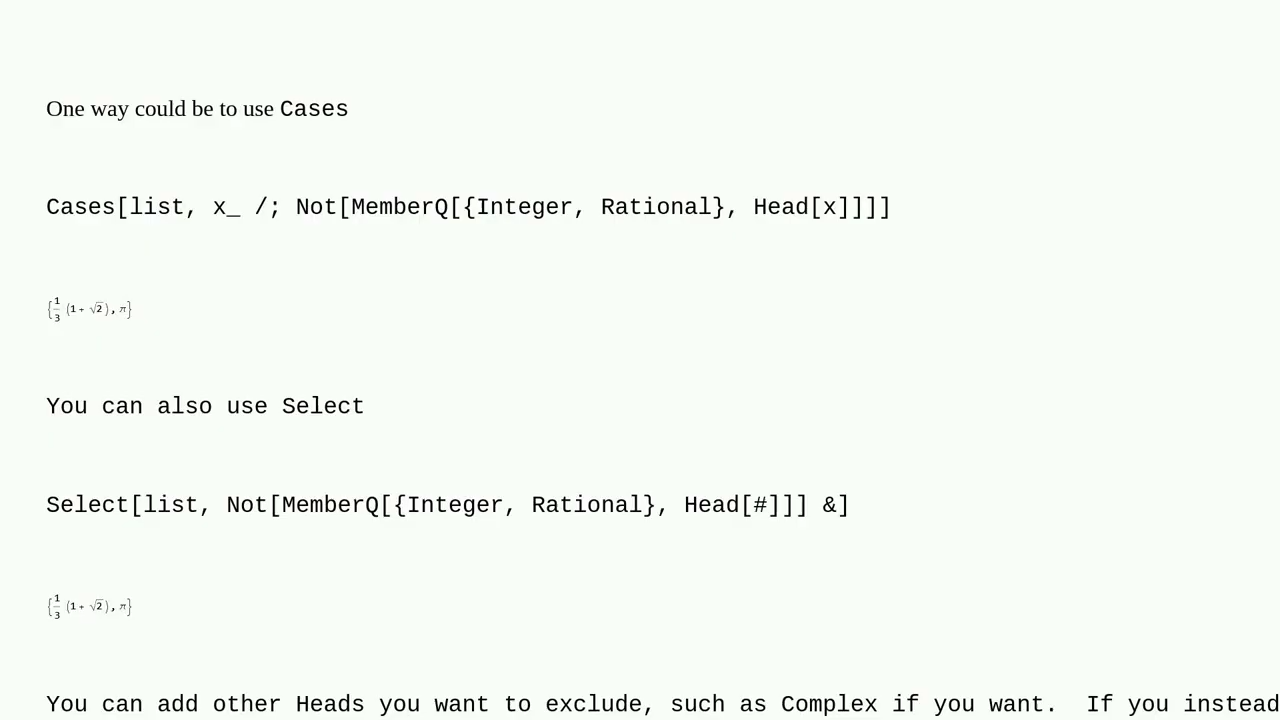 One way could be to use Cases
Cases[list, x_ /; Not[MemberQ[{Integer, Rational}, Head[x]]]]
{1/3 (1 + √2), π}
You can also use Select
Select[list, Not[MemberQ[{Integer, Rational}, Head[#]]] &]
{1/3 (1 + √2), π}
You can add other Heads you want to exclude, such as Complex if you want.  If you instead